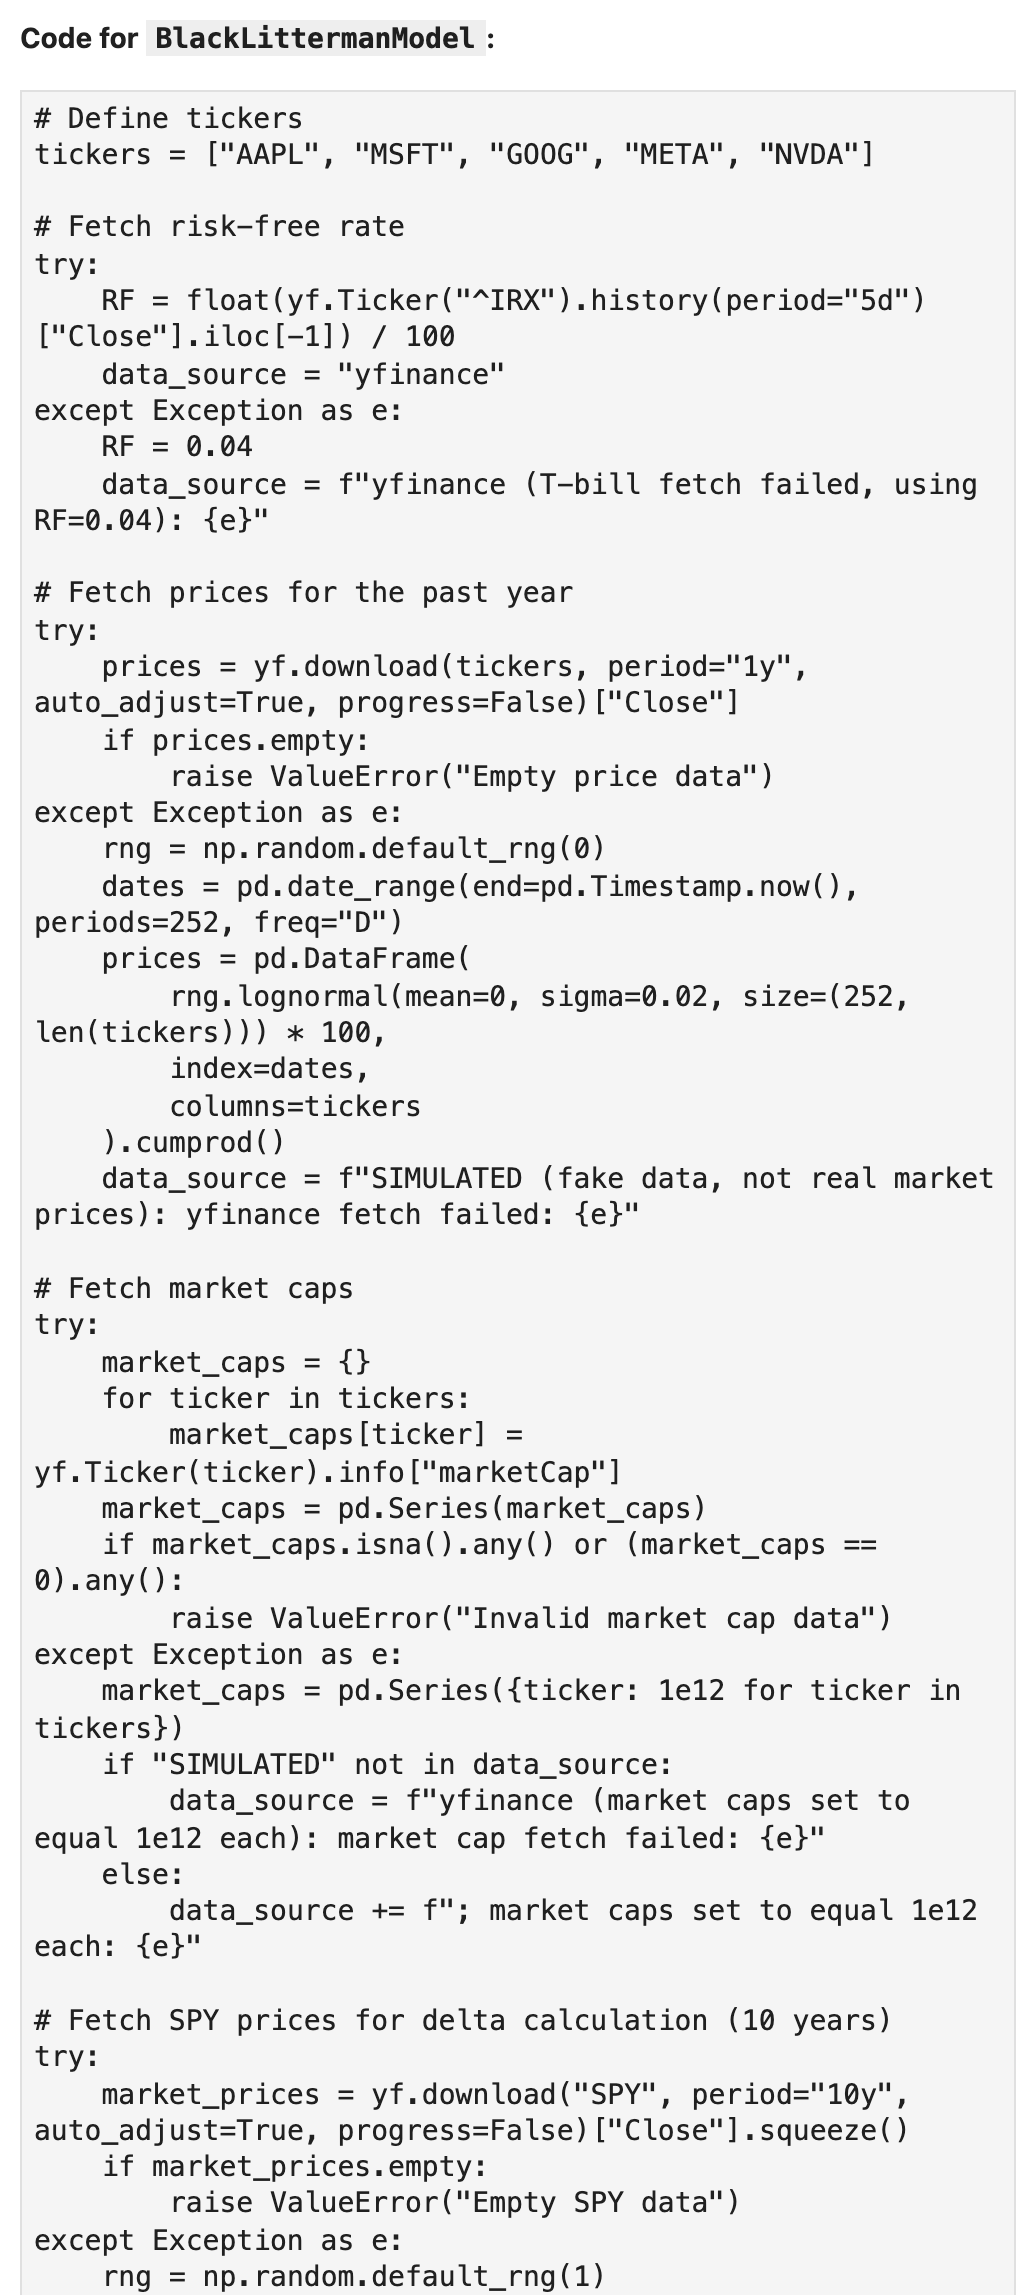 Code for BlackLittermanModel:
# Define tickers
tickers = ["AAPL", "MSFT", "GOOG", "META", "NVDA"]

# Fetch risk-free rate
try:
    RF = float(yf.Ticker("^IRX").history(period="5d")
["Close"].iloc[-1]) / 100
    data_source = "yfinance"
except Exception as e:
    RF = 0.04
    data_source = f"yfinance (T-bill fetch failed, using
RF=0.04): {e}"

# Fetch prices for the past year
try:
    prices = yf.download(tickers, period="1y",
auto_adjust=True, progress=False)["Close"]
    if prices.empty:
        raise ValueError("Empty price data")
except Exception as e:
    rng = np.random.default_rng(0)
    dates = pd.date_range(end=pd.Timestamp.now(),
periods=252, freq="D")
    prices = pd.DataFrame(
        rng.lognormal(mean=0, sigma=0.02, size=(252,
len(tickers))) * 100,
        index=dates,
        columns=tickers
    ).cumprod()
    data_source = f"SIMULATED (fake data, not real market
prices): yfinance fetch failed: {e}"

# Fetch market caps
try:
    market_caps = {}
    for ticker in tickers:
        market_caps[ticker] =
yf.Ticker(ticker).info["marketCap"]
    market_caps = pd.Series(market_caps)
    if market_caps.isna().any() or (market_caps ==
0).any():
        raise ValueError("Invalid market cap data")
except Exception as e:
    market_caps = pd.Series({ticker: 1e12 for ticker in
tickers})
    if "SIMULATED" not in data_source:
        data_source = f"yfinance (market caps set to
equal 1e12 each): market cap fetch failed: {e}"
    else:
        data_source += f"; market caps set to equal 1e12
each: {e}"

# Fetch SPY prices for delta calculation (10 years)
try:
    market_prices = yf.download("SPY", period="10y",
auto_adjust=True, progress=False)["Close"].squeeze()
    if market_prices.empty:
        raise ValueError("Empty SPY data")
except Exception as e:
    rng = np.random.default_rng(1)